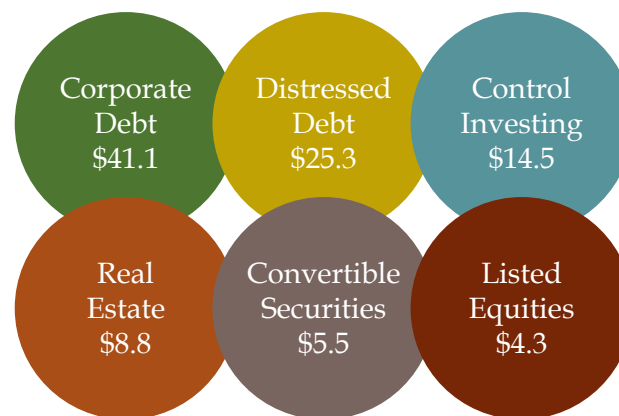 Corporate
Debt
$41.1
Distressed
Debt
$25.3
Control
Investing
$14.5
Real
Estate
$8.8
Convertible
Securities
$5.5
Listed
Equities
$4.3